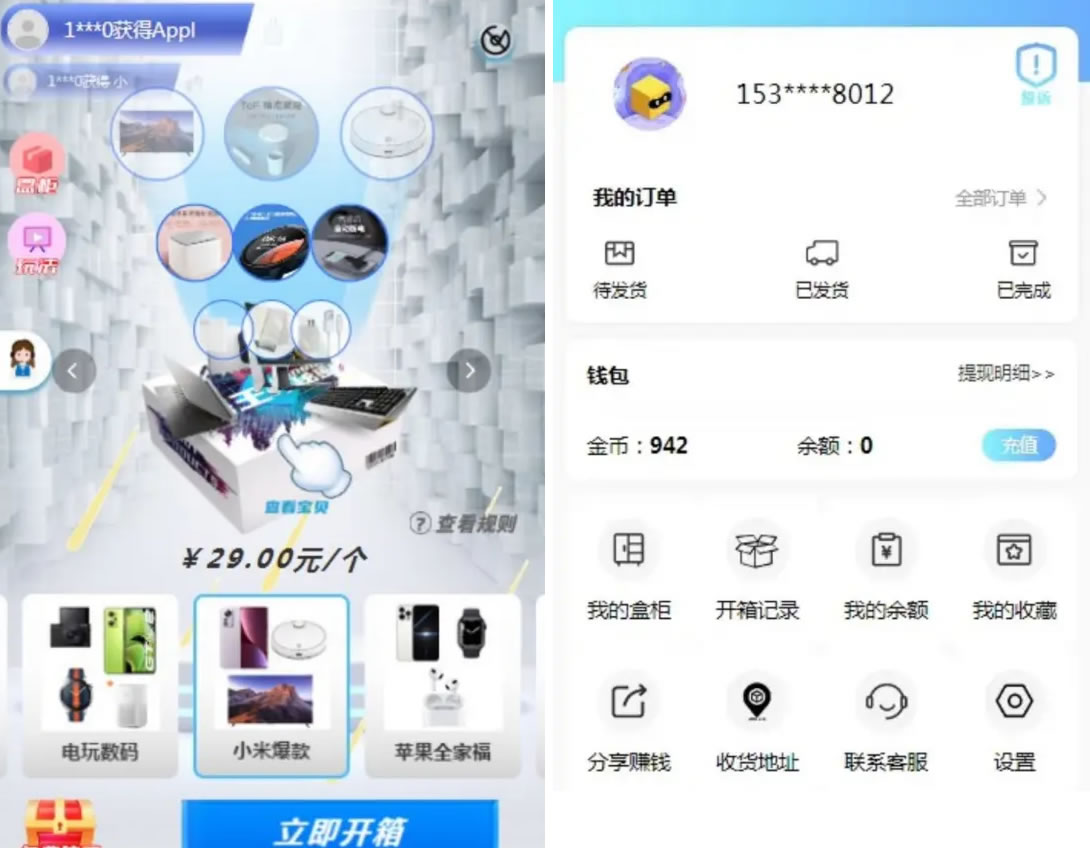 1***0获得Appl
1***0获得 小
盒柜
玩法
查看宝贝
? 查看规则
¥29.00元/个
电玩数码
小米爆款
苹果全家福
立即开箱
153****8012
投诉
我的订单
全部订单 >
待发货
已发货
已完成
钱包
提现明细>>
金币：942
余额：0
充值
我的盒柜
开箱记录
我的余额
我的收藏
分享赚钱
收货地址
联系客服
设置